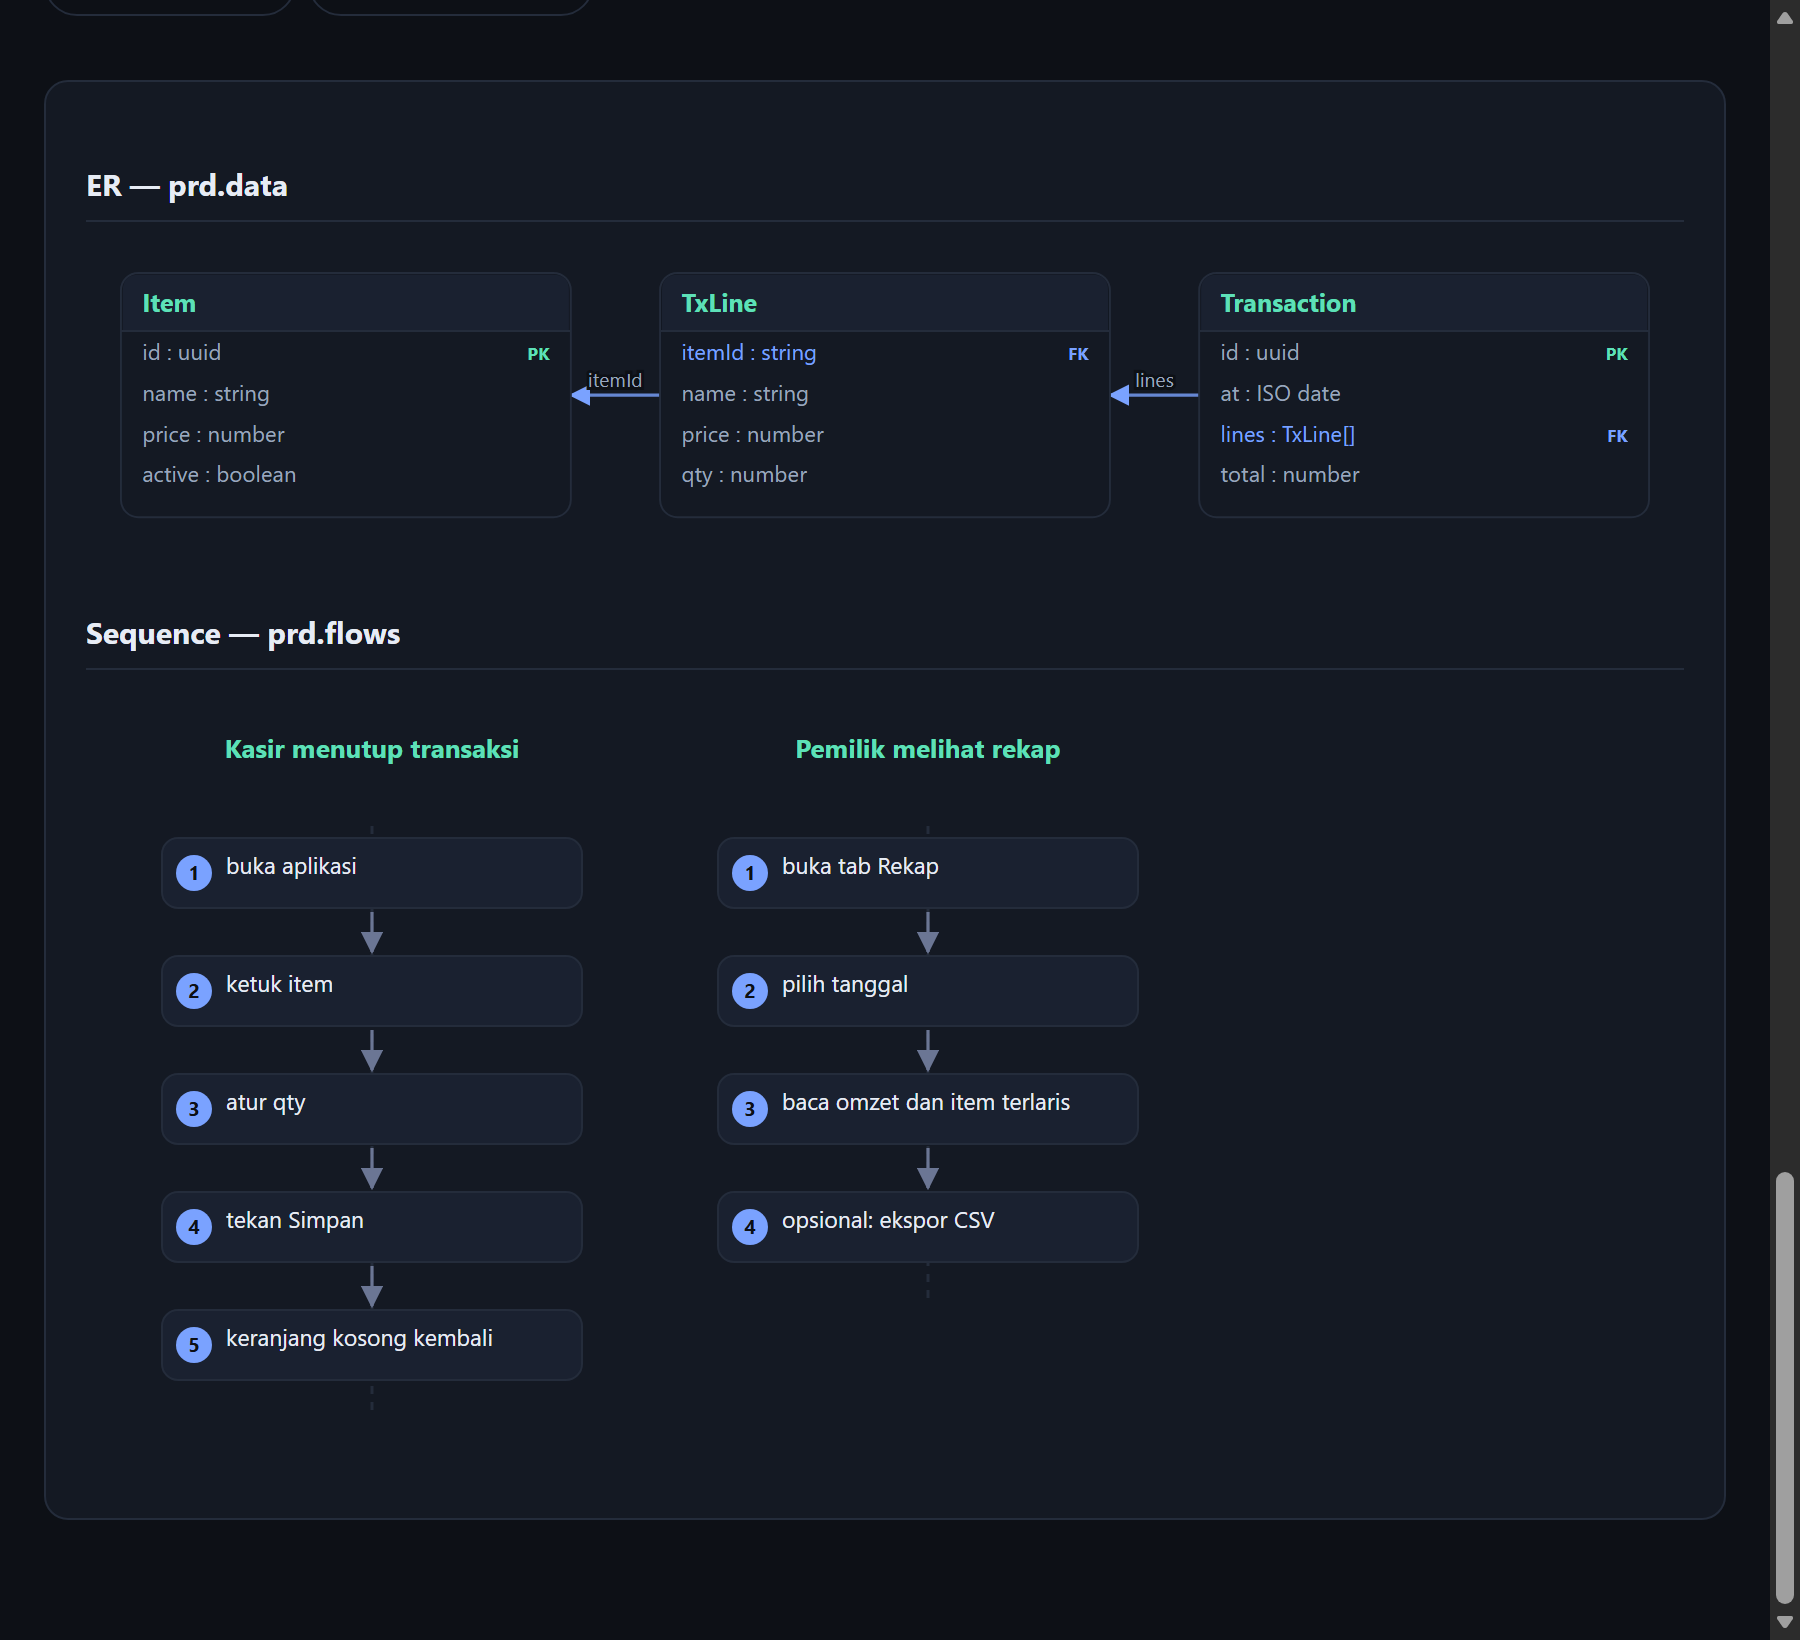 ER — prd.data
Item
id : uuid PK
name : string
price : number
active : boolean
itemId
TxLine
itemId : string FK
name : string
price : number
qty : number
lines
Transaction
id : uuid PK
at : ISO date
lines : TxLine[] FK
total : number
Sequence — prd.flows
Kasir menutup transaksi
1 buka aplikasi
2 ketuk item
3 atur qty
4 tekan Simpan
5 keranjang kosong kembali
Pemilik melihat rekap
1 buka tab Rekap
2 pilih tanggal
3 baca omzet dan item terlaris
4 opsional: ekspor CSV